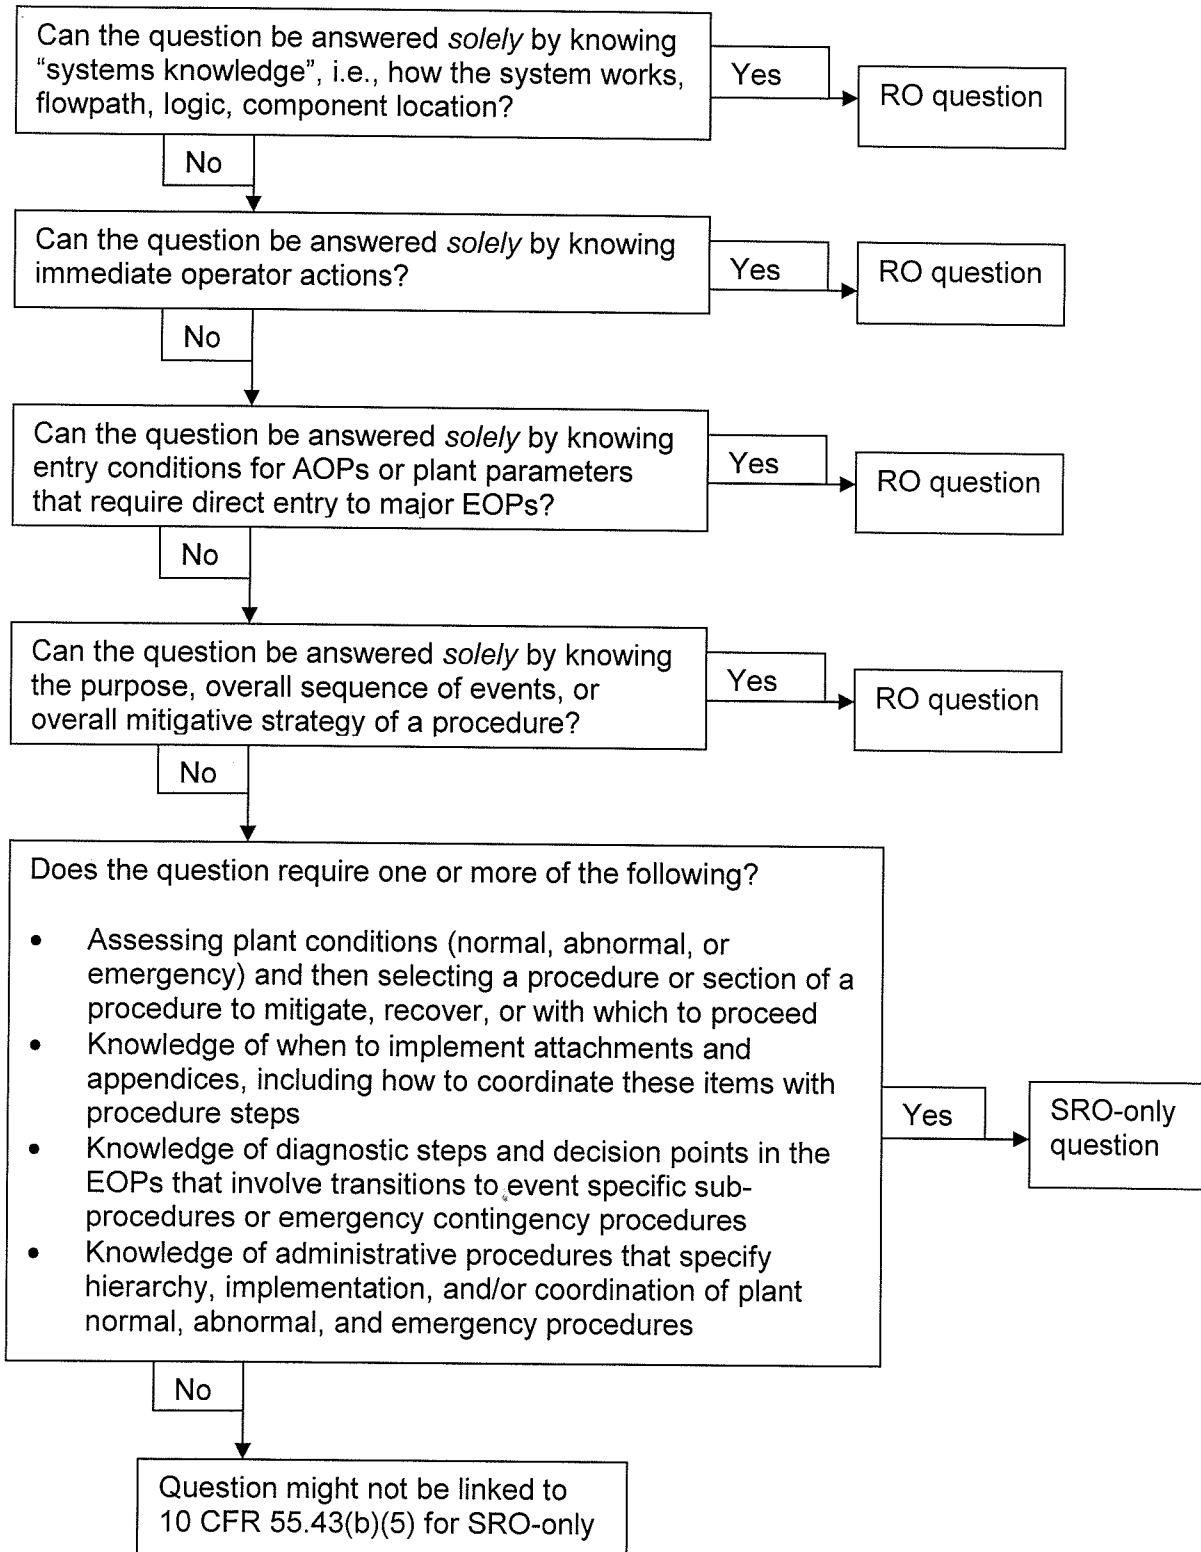 Can the question be answered solely by knowing
“systems knowledge”, i.e., how the system works,
flowpath, logic, component location?
Yes
RO question
No
Can the question be answered solely by knowing
immediate operator actions?
Yes
RO question
No
Can the question be answered solely by knowing
entry conditions for AOPs or plant parameters
that require direct entry to major EOPs?
Yes
RO question
No
Can the question be answered solely by knowing
the purpose, overall sequence of events, or
overall mitigative strategy of a procedure?
Yes
RO question
No
Does the question require one or more of the following?
• Assessing plant conditions (normal, abnormal, or
emergency) and then selecting a procedure or section of a
procedure to mitigate, recover, or with which to proceed
• Knowledge of when to implement attachments and
appendices, including how to coordinate these items with
procedure steps
• Knowledge of diagnostic steps and decision points in the
EOPs that involve transitions to event specific sub-
procedures or emergency contingency procedures
• Knowledge of administrative procedures that specify
hierarchy, implementation, and/or coordination of plant
normal, abnormal, and emergency procedures
Yes
SRO-only
question
No
Question might not be linked to
10 CFR 55.43(b)(5) for SRO-only